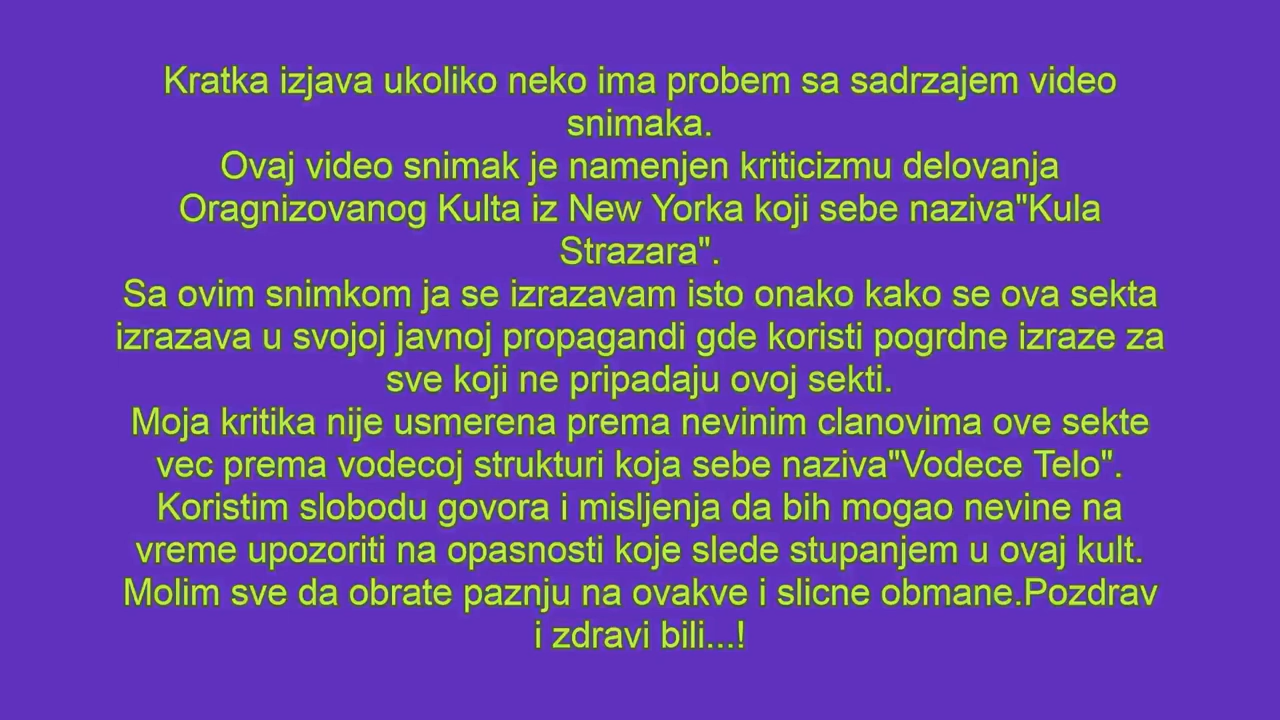 Kratka izjava ukoliko neko ima probem sa sadrzajem video
snimaka.
Ovaj video snimak je namenjen kriticizmu delovanja
Oragnizovanog Kulta iz New Yorka koji sebe naziva"Kula
Strazara".
Sa ovim snimkom ja se izrazavam isto onako kako se ova sekta
izrazava u svojoj javnoj propagandi gde koristi pogrdne izraze za
sve koji ne pripadaju ovoj sekti.
Moja kritika nije usmerena prema nevinim clanovima ove sekte
vec prema vodecoj strukturi koja sebe naziva"Vodece Telo".
Koristim slobodu govora i misljenja da bih mogao nevine na
vreme upozoriti na opasnosti koje slede stupanjem u ovaj kult.
Molim sve da obrate paznju na ovakve i slicne obmane.Pozdrav
i zdravi bili...!